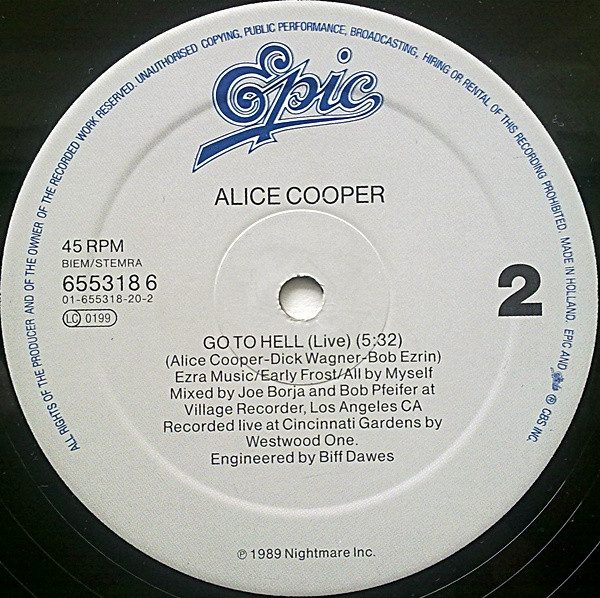 ALL RIGHTS OF THE PRODUCER AND OF THE OWNER OF THE RECORDED WORK RESERVED. UNAUTHORISED COPYING, PUBLIC PERFORMANCE, BROADCASTING, HIRING OR RENTAL OF THIS RECORDING PROHIBITED. MADE IN HOLLAND. EPIC AND Epic ® CBS INC.
Epic
ALICE COOPER
45 RPM
BIEM/STEMRA
655318 6
01-655318-20-2
LC 0199
2
GO TO HELL (Live) (5:32)
(Alice Cooper-Dick Wagner-Bob Ezrin)
Ezra Music/Early Frost/All by Myself
Mixed by Joe Borja and Bob Pfeifer at
Village Recorder, Los Angeles CA
Recorded live at Cincinnati Gardens by
Westwood One.
Engineered by Biff Dawes
℗ 1989 Nightmare Inc.